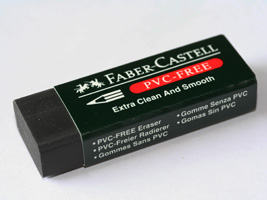 FABER-CASTELL
PVC-FREE
Extra Clean And Smooth
• PVC-FREE Eraser
• PVC-Freier Radierer
• Gommes Sans PVC
• Gomme Senza PVC
• Gomas Sin PVC